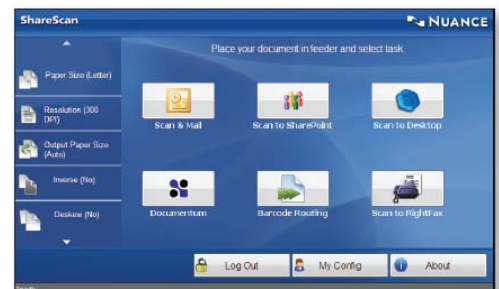 ShareScan
NUANCE
Place your document in feeder and select task
Paper Size (Letter)
Resolution (300
DPI)
Output Paper Size
(Auto)
Inverse (No)
Deskew (No)
Scan & Mail
Scan to SharePoint
Scan to Desktop
Documentum
Barcode Routing
Scan to RightFax
Log Out
My Config
About